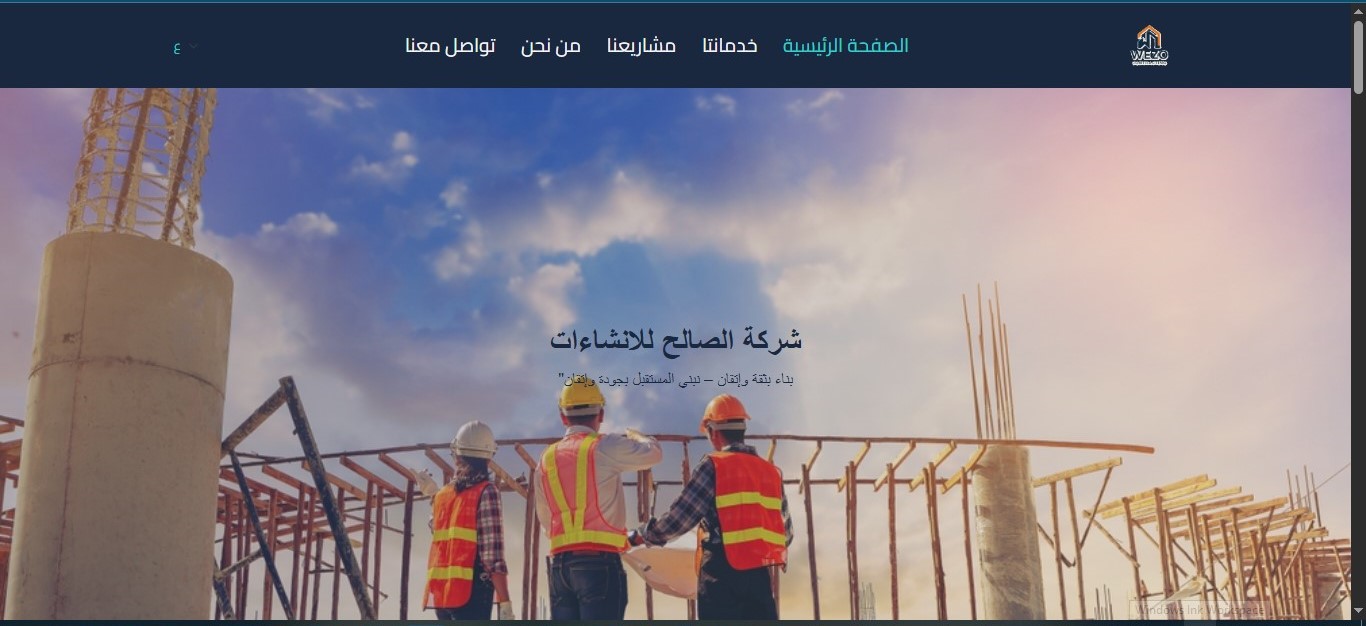 WEZO
الصفحة الرئيسية
خدماتنا
مشاريعنا
من نحن
تواصل معنا
ع
شركة الصالح للانشاءات
بناء بثقة وإتقان – نبني المستقبل بجودة وإتقان"
Windows Ink Workspace